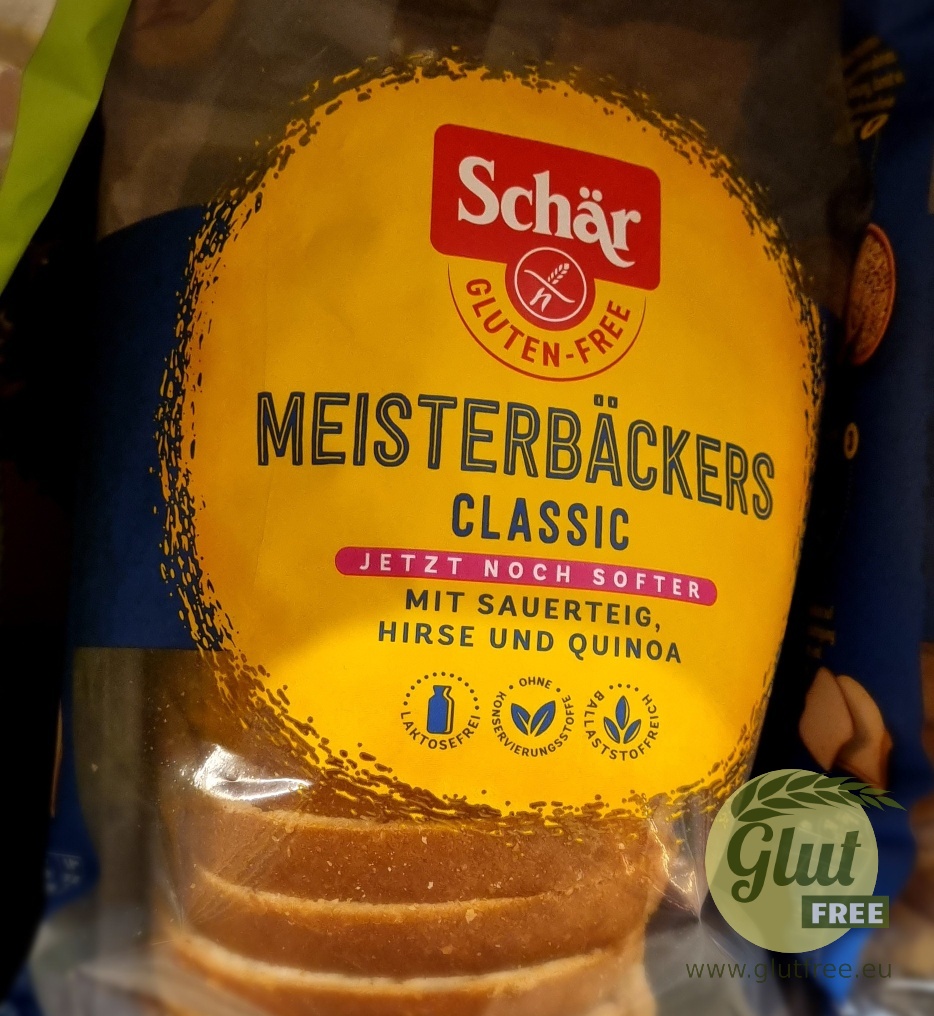 Schär
GLUTEN-FREE
MEISTERBÄCKERS
CLASSIC
JETZT NOCH SOFTER
MIT SAUERTEIG,
HIRSE UND QUINOA
LAKTOSEFREI
OHNE KONSERVIERUNGSSTOFFE
BALLASTSTOFFREICH
Glut
FREE
www.glutfree.eu